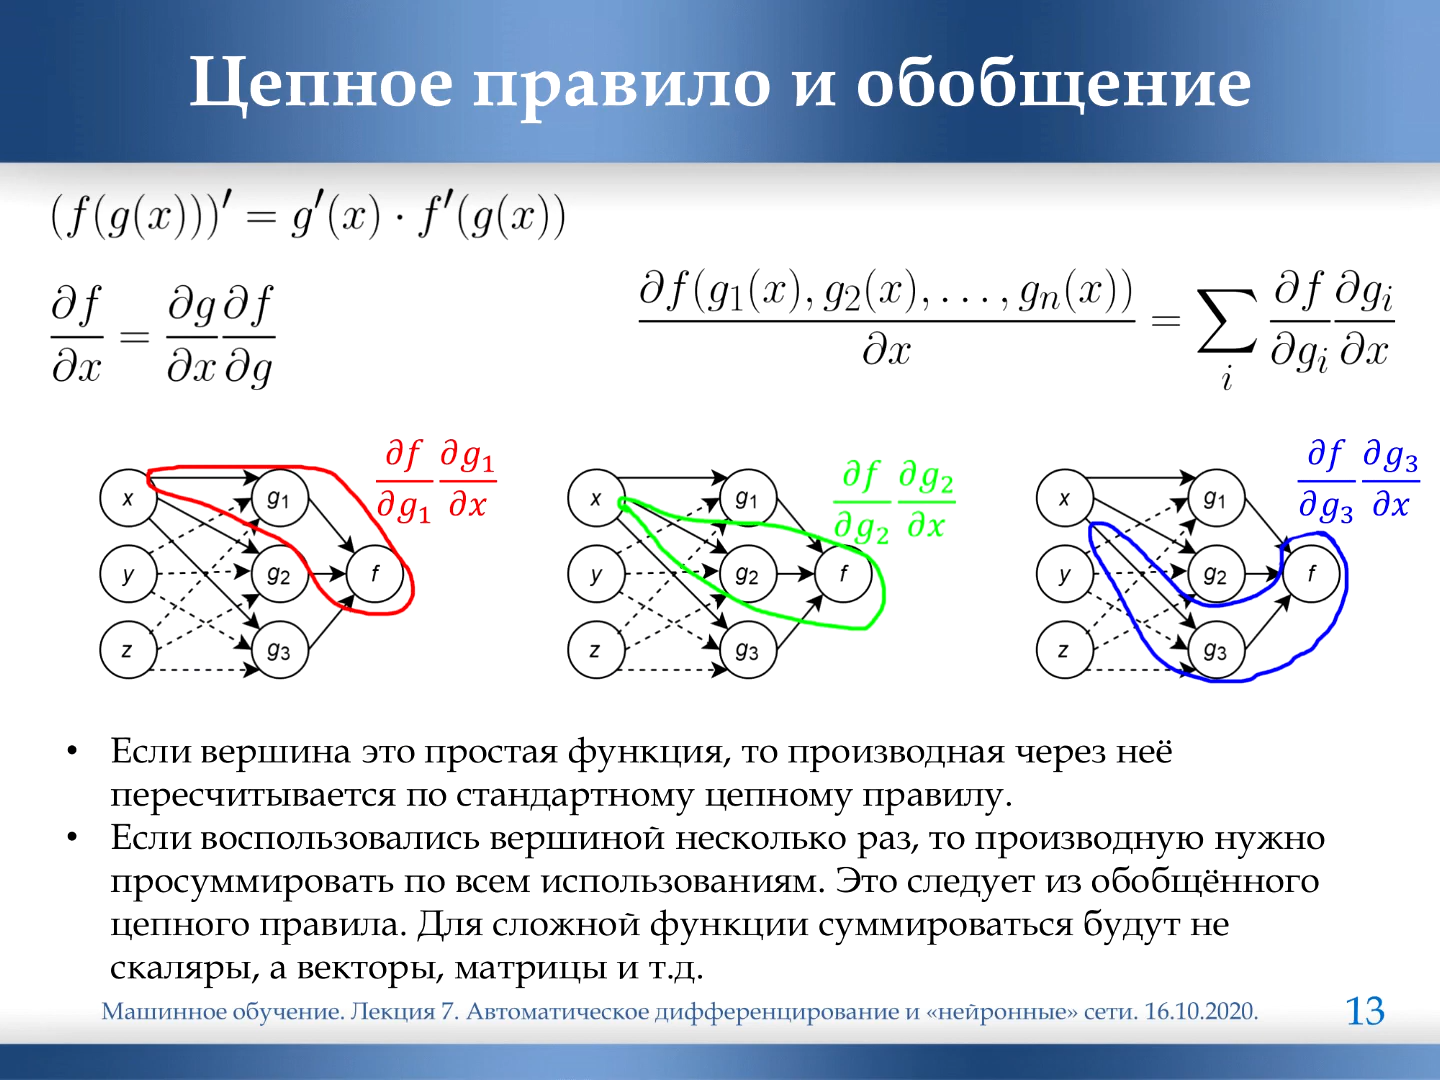 Цепное правило и обобщение
(f(g(x)))′ = g′(x) · f′(g(x))
∂f/∂x = ∂g/∂x ∂f/∂g
∂f(g₁(x), g₂(x), . . . , gₙ(x))/∂x = ∑ᵢ ∂f/∂gᵢ ∂gᵢ/∂x
∂f/∂g₁ ∂g₁/∂x
x g₁
y g₂ f
z g₃
∂f/∂g₂ ∂g₂/∂x
x g₁
y g₂ f
z g₃
∂f/∂g₃ ∂g₃/∂x
x g₁
y g₂ f
z g₃
• Если вершина это простая функция, то производная через неё
пересчитывается по стандартному цепному правилу.
• Если воспользовались вершиной несколько раз, то производную нужно
просуммировать по всем использованиям. Это следует из обобщённого
цепного правила. Для сложной функции суммироваться будут не
скаляры, а векторы, матрицы и т.д.
Машинное обучение. Лекция 7. Автоматическое дифференцирование и «нейронные» сети. 16.10.2020.
13